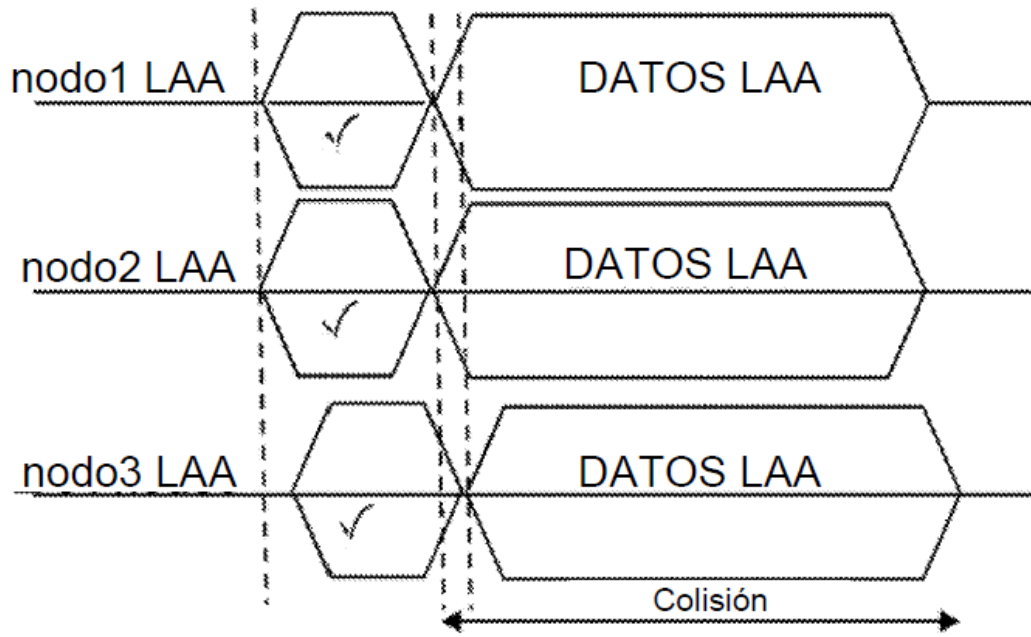 nodo1 LAA
DATOS LAA
nodo2 LAA
DATOS LAA
nodo3 LAA
DATOS LAA
Colisión